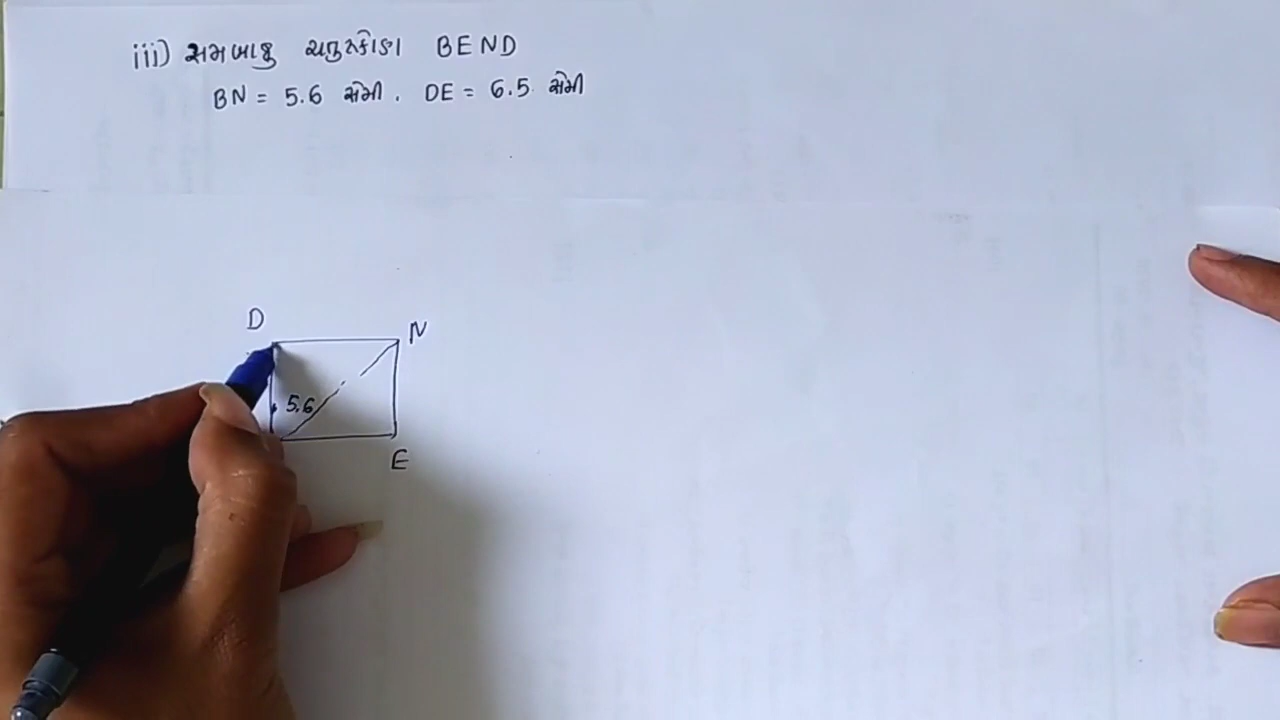 iii) સમબાજુ ચતુષ્કોણ BEND
BN = 5.6 સેમી. DE = 6.5 સેમી
D
N
5.6
E